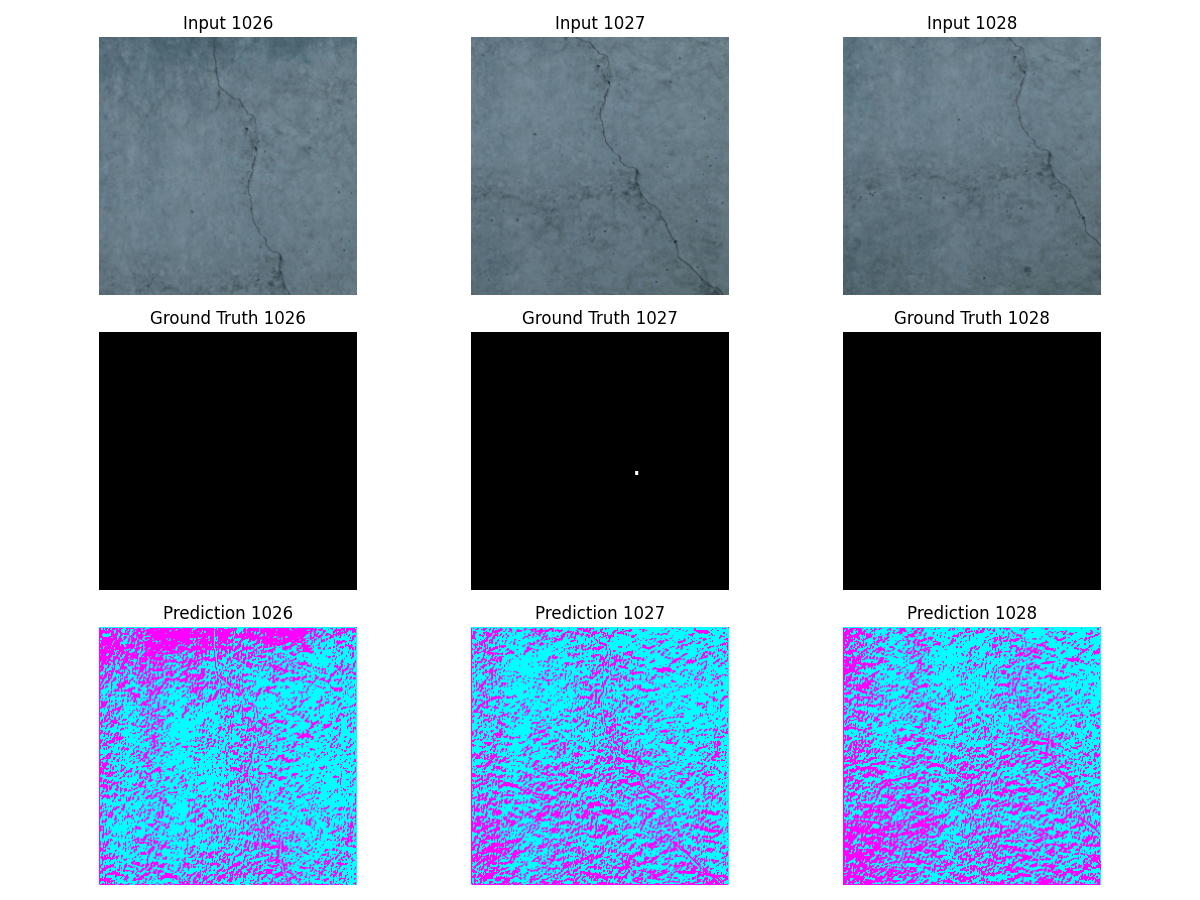 Input 1026
Input 1027
Input 1028
Ground Truth 1026
Ground Truth 1027
Ground Truth 1028
Prediction 1026
Prediction 1027
Prediction 1028